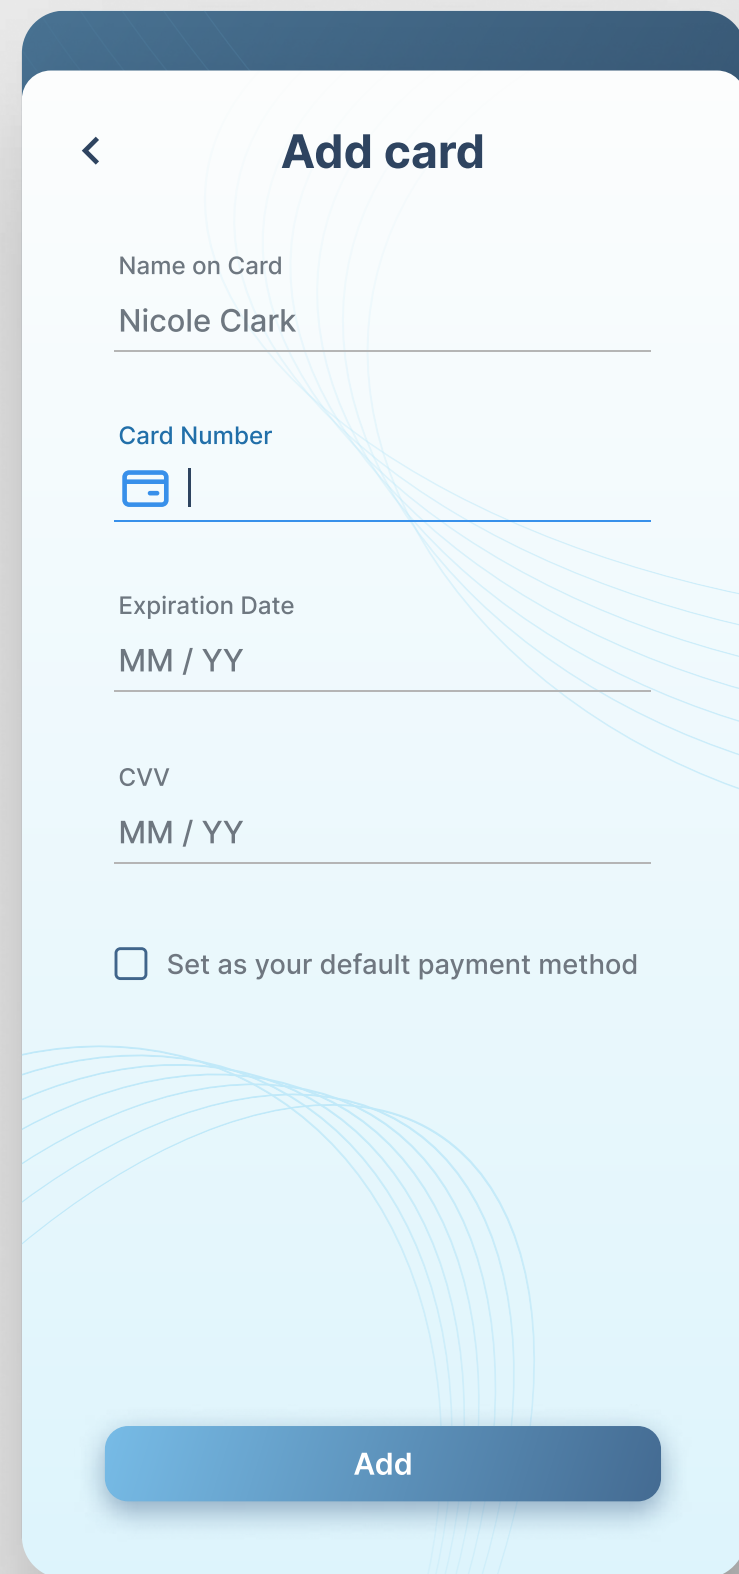 Add card
Name on Card
Nicole Clark
Card Number
Expiration Date
MM / YY
CVV
MM / YY
Set as your default payment method
Add